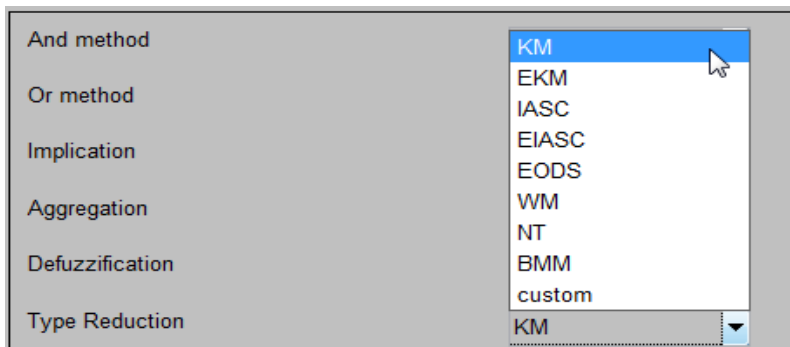 And method
Or method
Implication
Aggregation
Defuzzification
Type Reduction
KM
EKM
IASC
EIASC
EODS
WM
NT
BMM
custom
KM